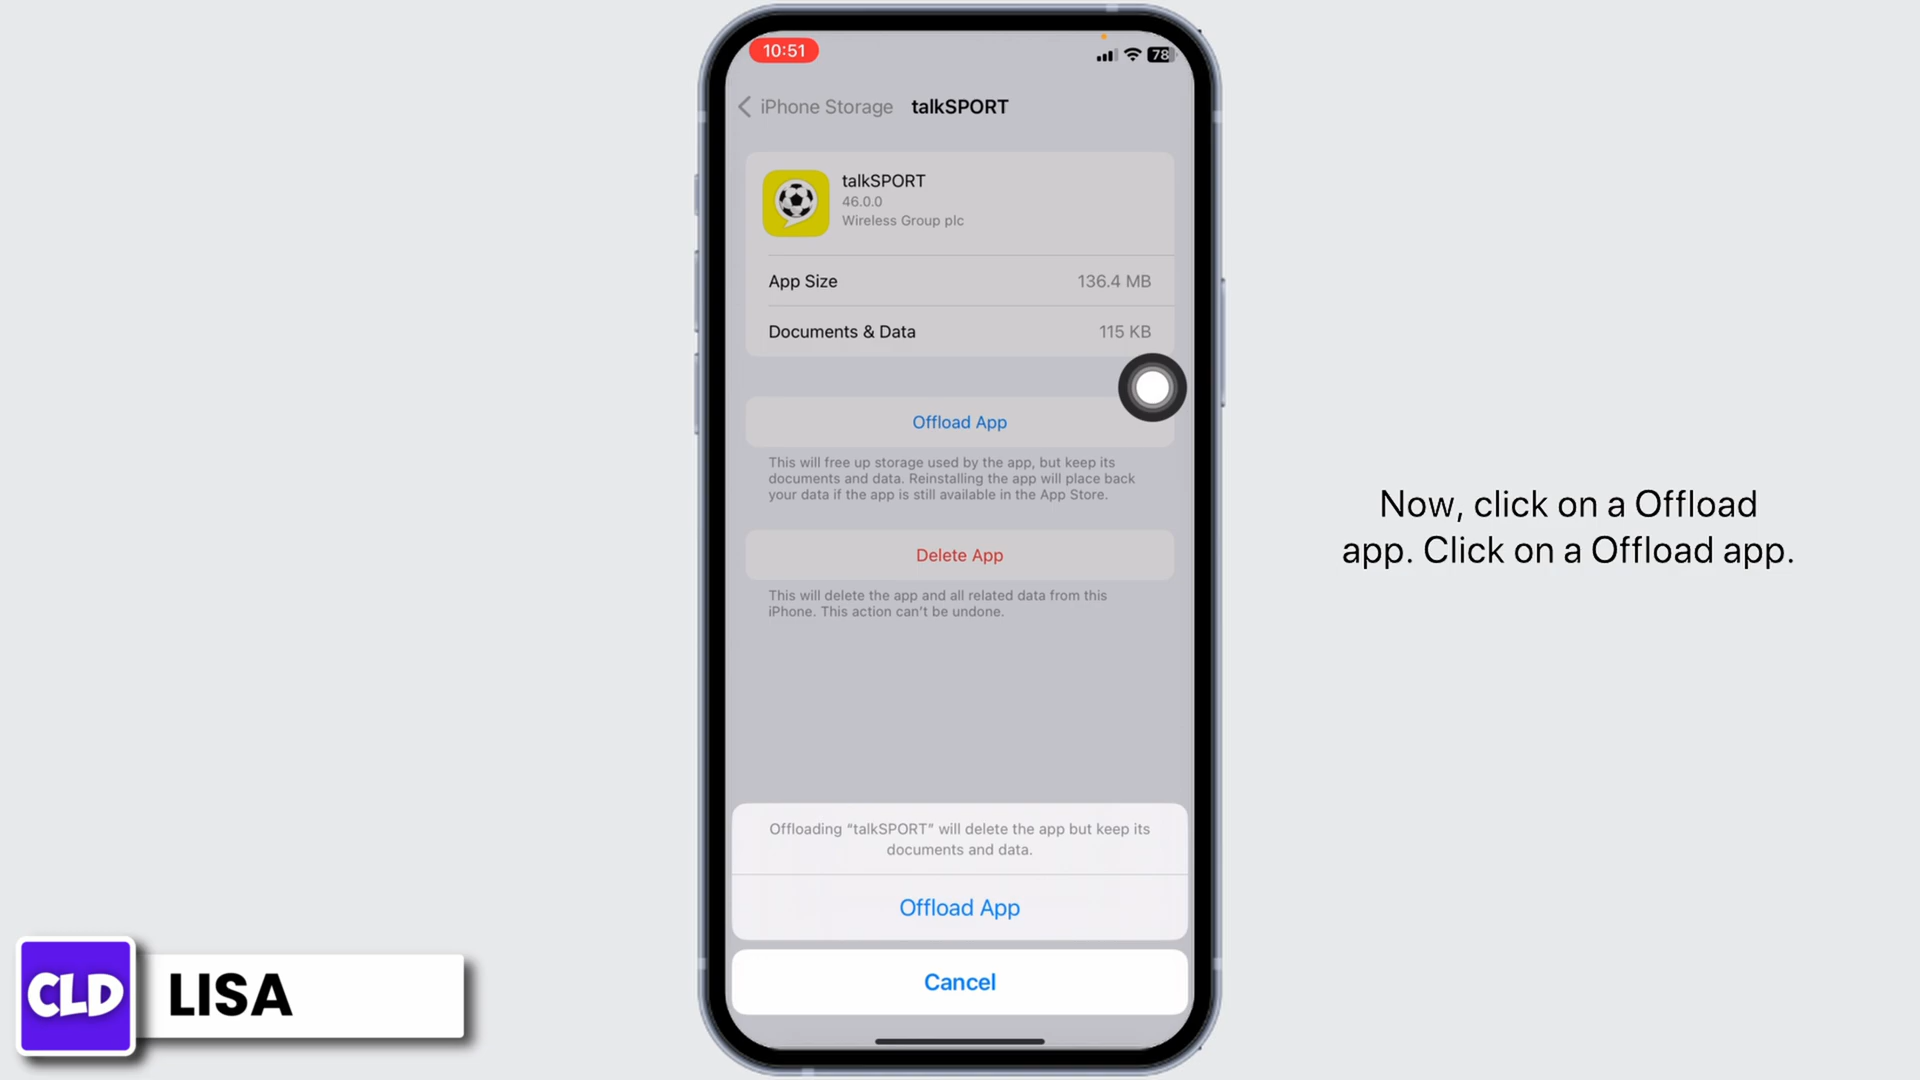 10:51
78
iPhone Storage talkSPORT
talkSPORT
46.0.0
Wireless Group plc
App Size 136.4 MB
Documents & Data 115 KB
Offload App
This will free up storage used by the app, but keep its
documents and data. Reinstalling the app will place back
your data if the app is still available in the App Store.
Delete App
This will delete the app and all related data from this
iPhone. This action can't be undone.
Offloading “talkSPORT” will delete the app but keep its
documents and data.
Offload App
Cancel
Now, click on a Offload
app. Click on a Offload app.
CLD LISA